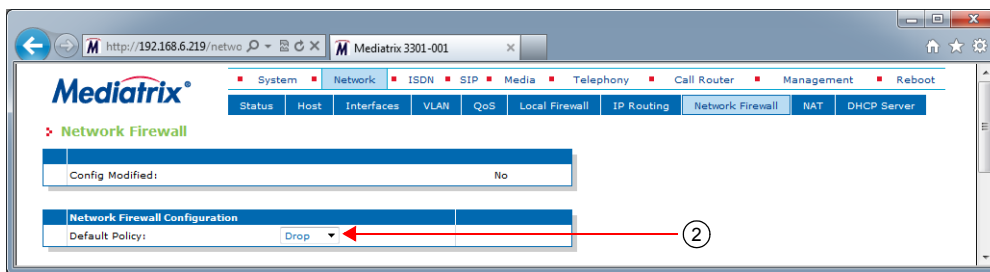 http://192.168.6.219/netwo
Mediatrix 3301-001
Mediatrix®
System Network ISDN SIP Media Telephony Call Router Management Reboot
Status Host Interfaces VLAN QoS Local Firewall IP Routing Network Firewall NAT DHCP Server
Network Firewall
Config Modified: No
Network Firewall Configuration
Default Policy: Drop
2